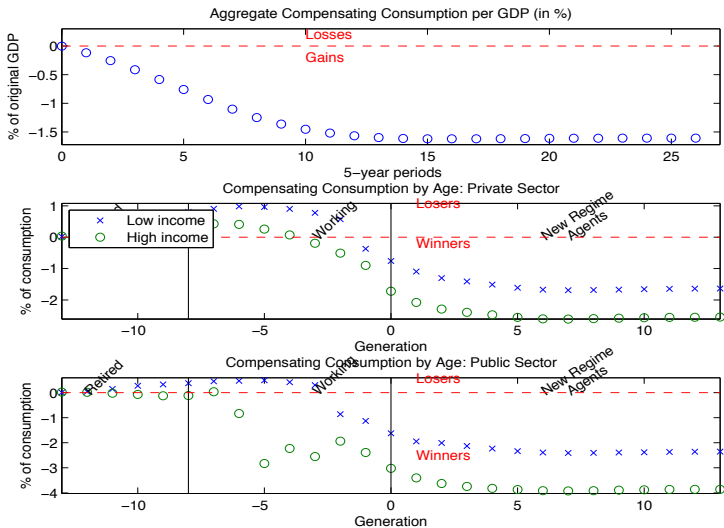 Aggregate Compensating Consumption per GDP (in %)
Losses
Gains
% of original GDP
0
−0.5
−1
−1.5
0 5 10 15 20 25
5−year periods
Compensating Consumption by Age: Private Sector
Low income
High income
Working
Losers
Winners
New Regime
Agents
% of consumption
1
0
−1
−2
−10 −5 0 5 10
Generation
Compensating Consumption by Age: Public Sector
Retired
Working
Losers
Winners
New Regime
Agents
% of consumption
0
−1
−2
−3
−4
−10 −5 0 5 10
Generation